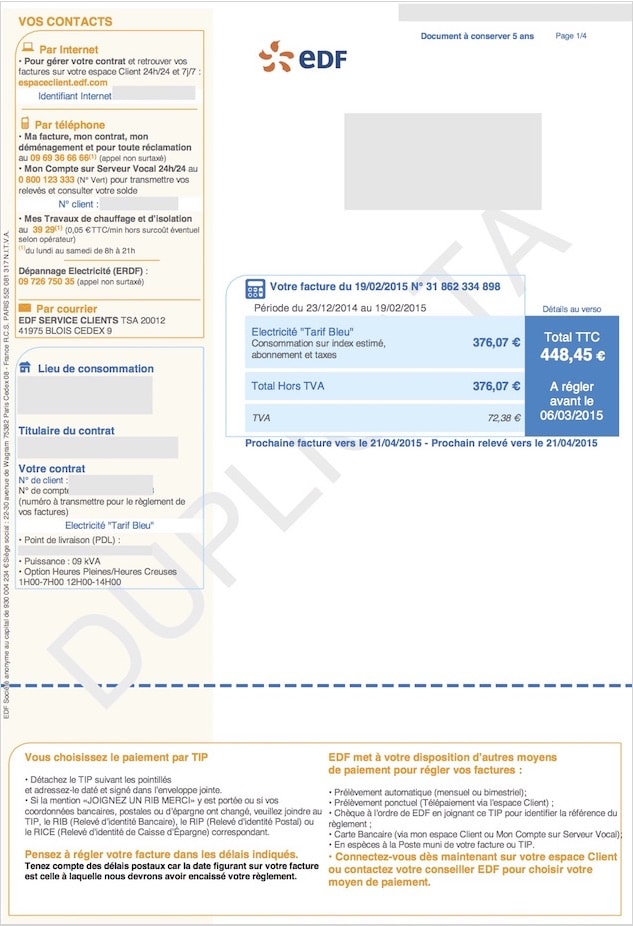 VOS CONTACTS
Par Internet
• Pour gérer votre contrat et retrouver vos
factures sur votre espace Client 24h/24 et 7j/7 :
espaceclient.edf.com
Identifiant Internet
Par téléphone
• Ma facture, mon contrat, mon
déménagement et pour toute réclamation
au 09 69 36 66 66(1) (appel non surtaxé)
• Mon Compte sur Serveur Vocal 24h/24 au
0 800 123 333 (N° Vert) pour transmettre vos
relevés et consulter votre solde
N° client :
• Mes Travaux de chauffage et d'isolation
au 39 29(1) (0,05 €TTC/min hors surcoût éventuel
selon opérateur)
(1)du lundi au samedi de 8h à 21h
Dépannage Electricité (ERDF) :
09 726 750 35 (appel non surtaxé)
Par courrier
EDF SERVICE CLIENTS TSA 20012
41975 BLOIS CEDEX 9
Lieu de consommation
Titulaire du contrat
Votre contrat
N° de client :
N° de compte
(numéro à transmettre pour le règlement de
vos factures)
Electricité "Tarif Bleu"
• Point de livraison (PDL) :
• Puissance : 09 kVA
• Option Heures Pleines/Heures Creuses
1H00-7H00 12H00-14H00
EDF Société anonyme au capital de 930 004 234 € Siège social : 22-30 avenue de Wagram 75382 Paris Cedex 08 - France R.C.S. PARIS 552 081 317 N.I.T.V.A.
Document à conserver 5 ans Page 1/4
eDF
Votre facture du 19/02/2015 N° 31 862 334 898
Période du 23/12/2014 au 19/02/2015
Détails au verso
Electricité "Tarif Bleu"
Consommation sur index estimé,
abonnement et taxes
376,07 €
Total Hors TVA 376,07 €
TVA 72,38 €
Total TTC
448,45 €
A régler
avant le
06/03/2015
Prochaine facture vers le 21/04/2015 - Prochain relevé vers le 21/04/2015
DUPLICATA
Vous choisissez le paiement par TIP
• Détachez le TIP suivant les pointillés
et adressez-le daté et signé dans l'enveloppe jointe.
• Si la mention «JOIGNEZ UN RIB MERCI» y est portée ou si vos
coordonnées bancaires, postales ou d'épargne ont changé, veuillez joindre au
TIP, le RIB (Relevé d'identité Bancaire), le RIP (Relevé d'identité Postal) ou
le RICE (Relevé d'identité de Caisse d'Épargne) correspondant.
Pensez à régler votre facture dans les délais indiqués.
Tenez compte des délais postaux car la date figurant sur votre facture
est celle à laquelle nous devrons avoir encaissé votre règlement.
EDF met à votre disposition d'autres moyens
de paiement pour régler vos factures :
• Prélèvement automatique (mensuel ou bimestriel);
• Prélèvement ponctuel (Télépaiement via l'espace Client) ;
• Chèque à l'ordre de EDF en joignant ce TIP pour identifier la référence du
règlement ;
• Carte Bancaire (via mon espace Client ou Mon Compte sur Serveur Vocal);
• En espèces à la Poste muni de votre facture ou TIP.
• Connectez-vous dès maintenant sur votre espace Client
ou contactez votre conseiller EDF pour choisir votre
moyen de paiement.